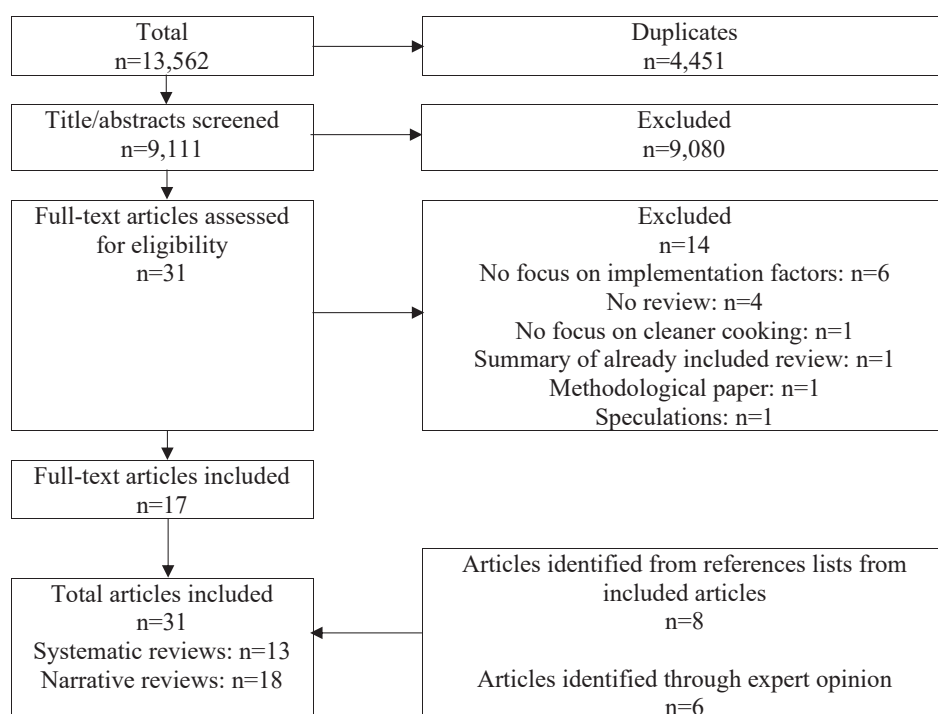 Total
n=13,562
Duplicates
n=4,451
Title/abstracts screened
n=9,111
Excluded
n=9,080
Full-text articles assessed
for eligibility
n=31
Excluded
n=14
No focus on implementation factors: n=6
No review: n=4
No focus on cleaner cooking: n=1
Summary of already included review: n=1
Methodological paper: n=1
Speculations: n=1
Full-text articles included
n=17
Total articles included
n=31
Systematic reviews: n=13
Narrative reviews: n=18
Articles identified from references lists from
included articles
n=8
Articles identified through expert opinion
n=6